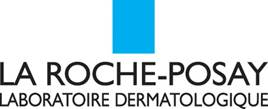 LA ROCHE-POSAY
LABORATOIRE DERMATOLOGIQUE